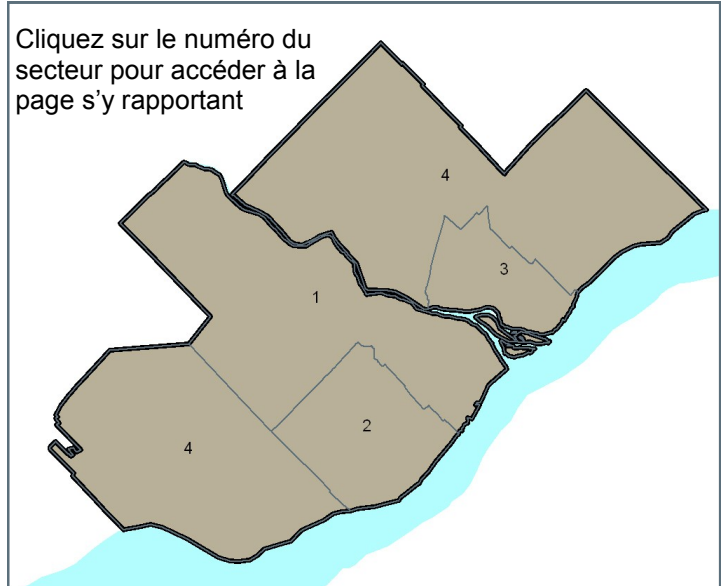 Cliquez sur le numéro du
secteur pour accéder à la
page s’y rapportant
4
3
1
2
4